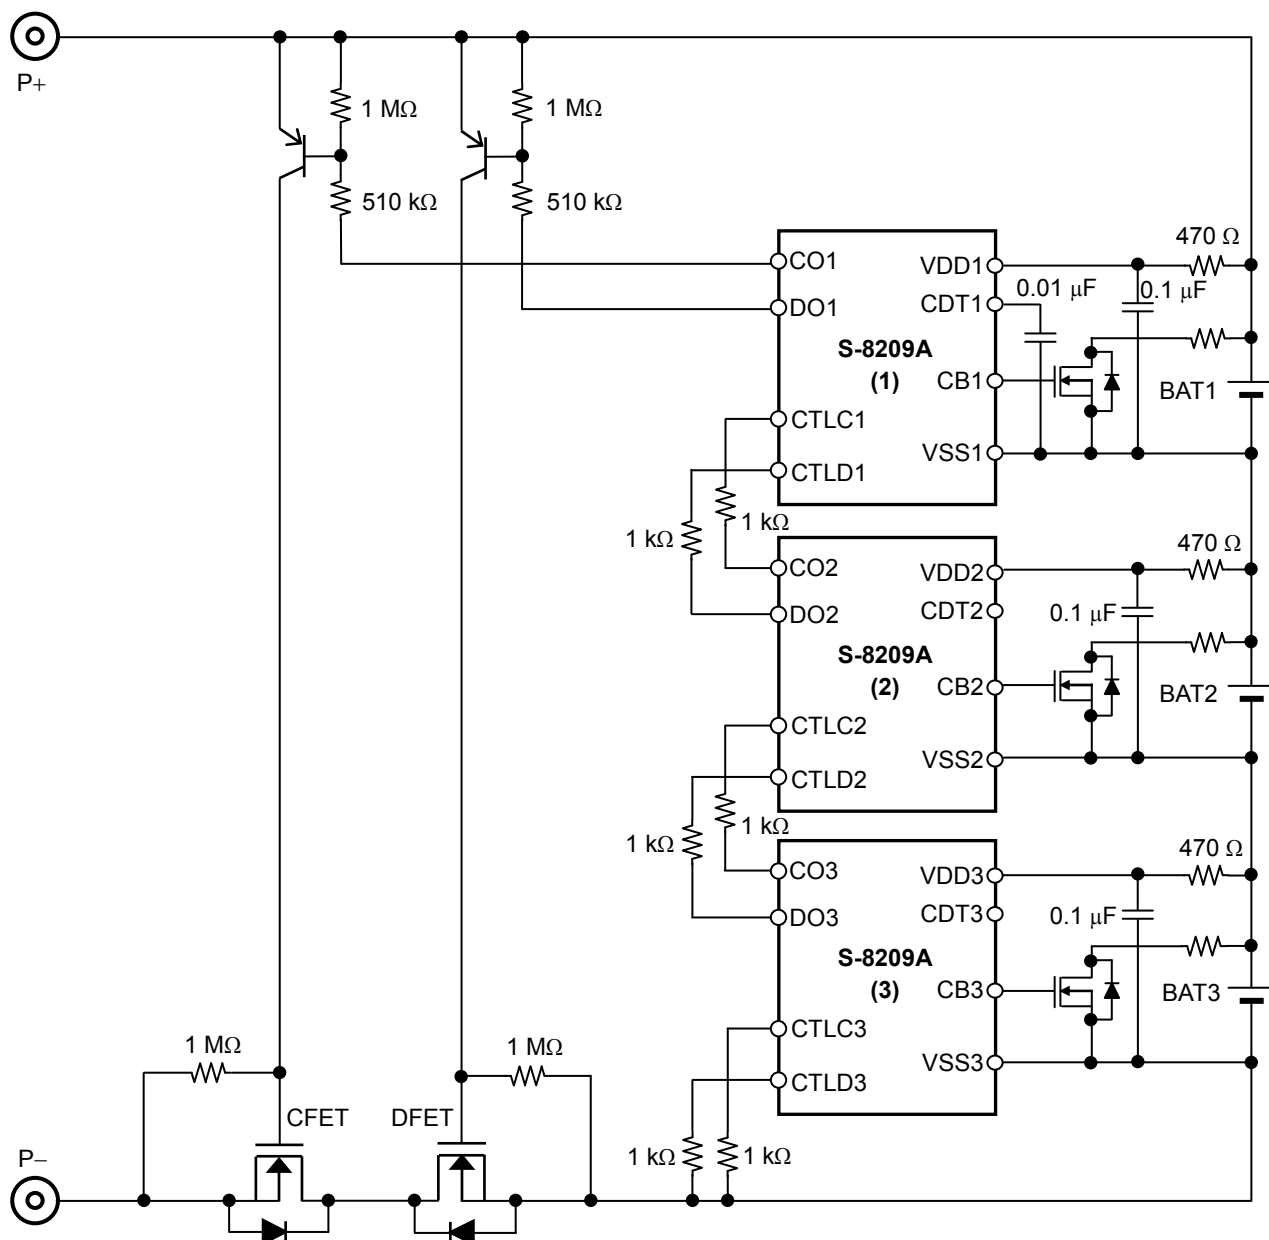 P+
1 MΩ
1 MΩ
510 kΩ
510 kΩ
470 Ω
CO1
VDD1
0.01 μF
0.1 μF
DO1
CDT1
S-8209A
(1)
CB1
BAT1
CTLC1
VSS1
CTLD1
1 kΩ
1 kΩ
470 Ω
CO2
VDD2
DO2
CDT2
0.1 μF
S-8209A
(2)
CB2
BAT2
CTLC2
VSS2
CTLD2
1 kΩ
1 kΩ
470 Ω
CO3
VDD3
DO3
CDT3
0.1 μF
S-8209A
(3)
CB3
BAT3
CTLC3
1 MΩ
1 MΩ
VSS3
CTLD3
CFET
DFET
P−
1 kΩ
1 kΩ